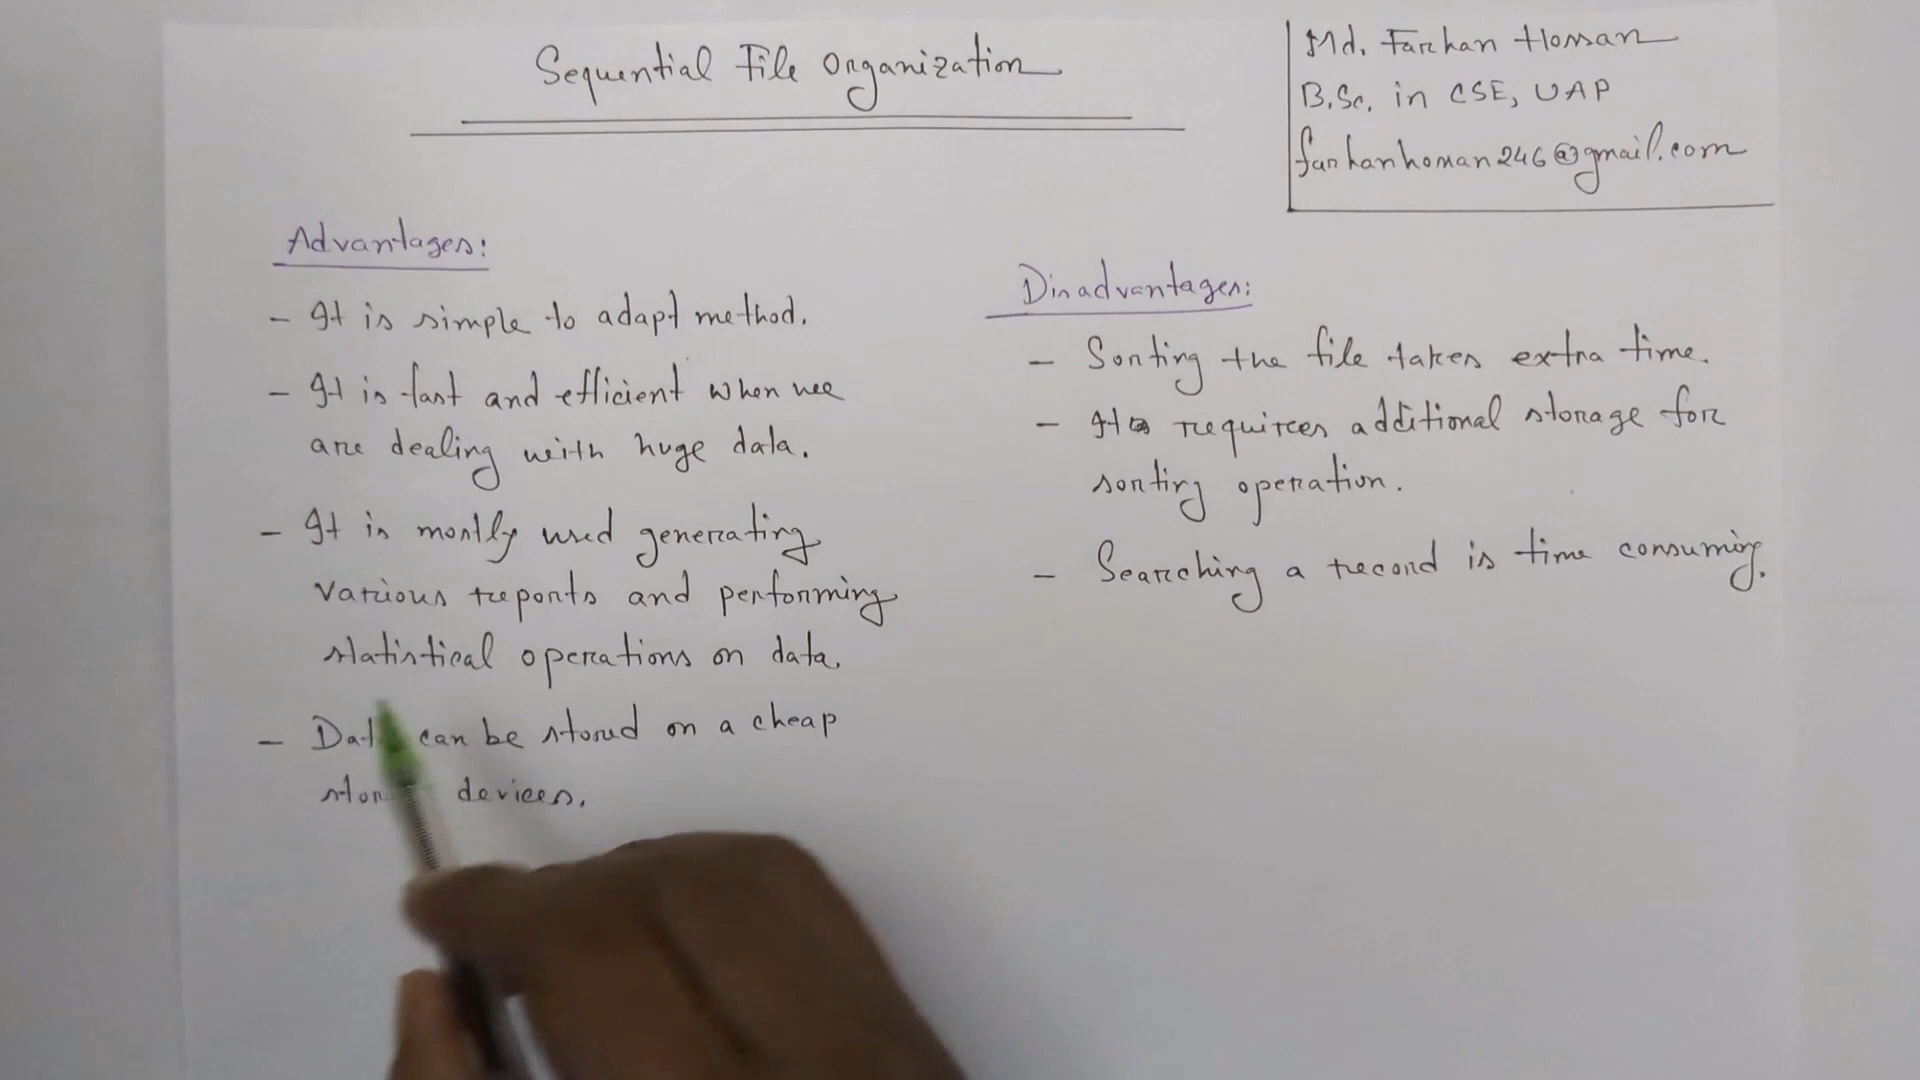 Sequential File Organization
Md. Farhan Hossan
B.Sc. in CSE, UAP
Advantages:
- It is simple to adapt method.
- It is fast and efficient when we
are dealing with huge data.
- It is mostly used generating
various reports and performing
statistical operations on data.
- Data can be stored on a cheap
devices.
Disadvantages:
- Sorting the file takes extra time.
- It requires additional storage for
sorting operation.
- Searching a record is time consuming.